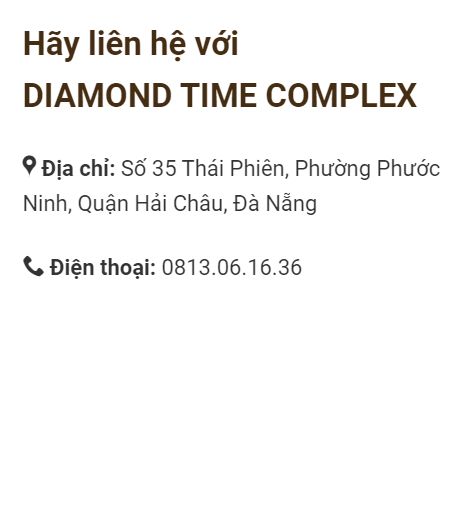 Hãy liên hệ với
DIAMOND TIME COMPLEX
Địa chỉ: Số 35 Thái Phiên, Phường Phước
Ninh, Quận Hải Châu, Đà Nẵng
Điện thoại: 0813.06.16.36